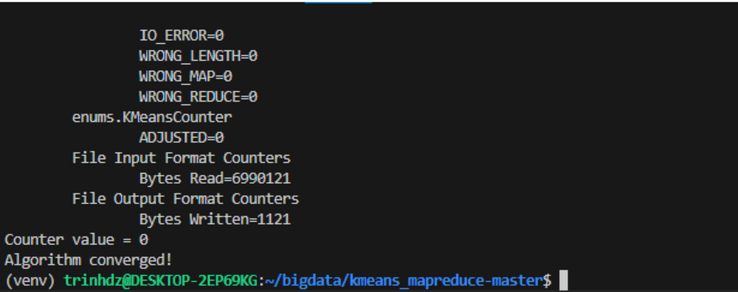 IO_ERROR=0
WRONG_LENGTH=0
WRONG_MAP=0
WRONG_REDUCE=0
enums.KMeansCounter
ADJUSTED=0
File Input Format Counters
Bytes Read=6990121
File Output Format Counters
Bytes Written=1121
Counter value = 0
Algorithm converged!
(venv) trinhdz@DESKTOP-2EP69KG:~/bigdata/kmeans_mapreduce-master$